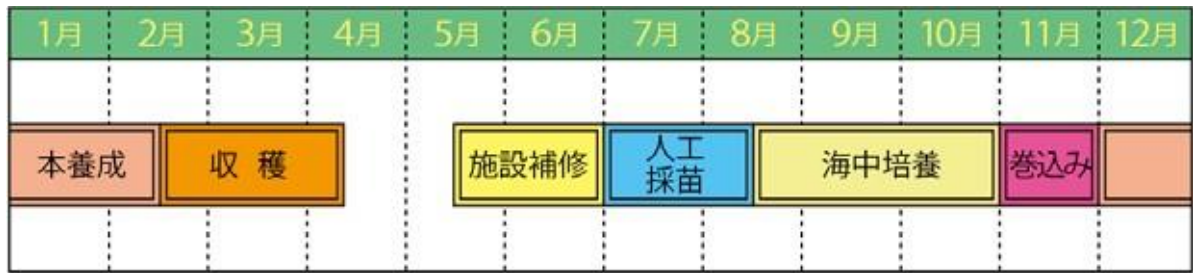 1月 2月 3月 4月 5月 6月 7月 8月 9月 10月 11月 12月
本養成 収穫 施設補修 人工 海中培養 巻込み
採苗